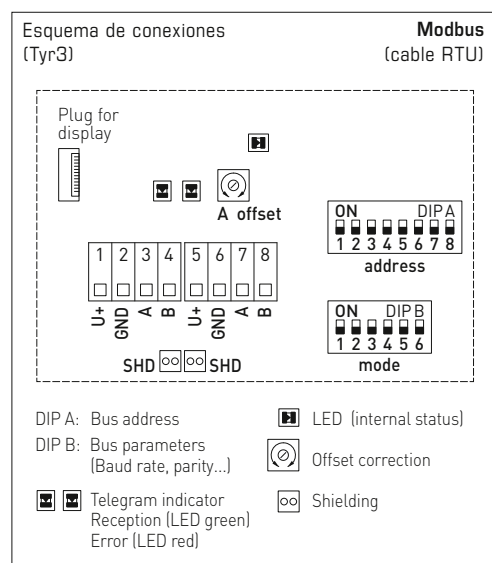 Esquema de conexiones
(Tyr3)
Modbus
(cable RTU)
Plug for
display
A offset
ON DIP A
1 2 3 4 5 6 7 8
address
1 2 3 4 5 6 7 8
U+ GND A B U+ GND A B
ON DIP B
1 2 3 4 5 6
mode
SHD SHD
DIP A: Bus address
DIP B: Bus parameters
(Baud rate, parity...)
Telegram indicator
Reception (LED green)
Error (LED red)
LED (internal status)
Offset correction
Shielding